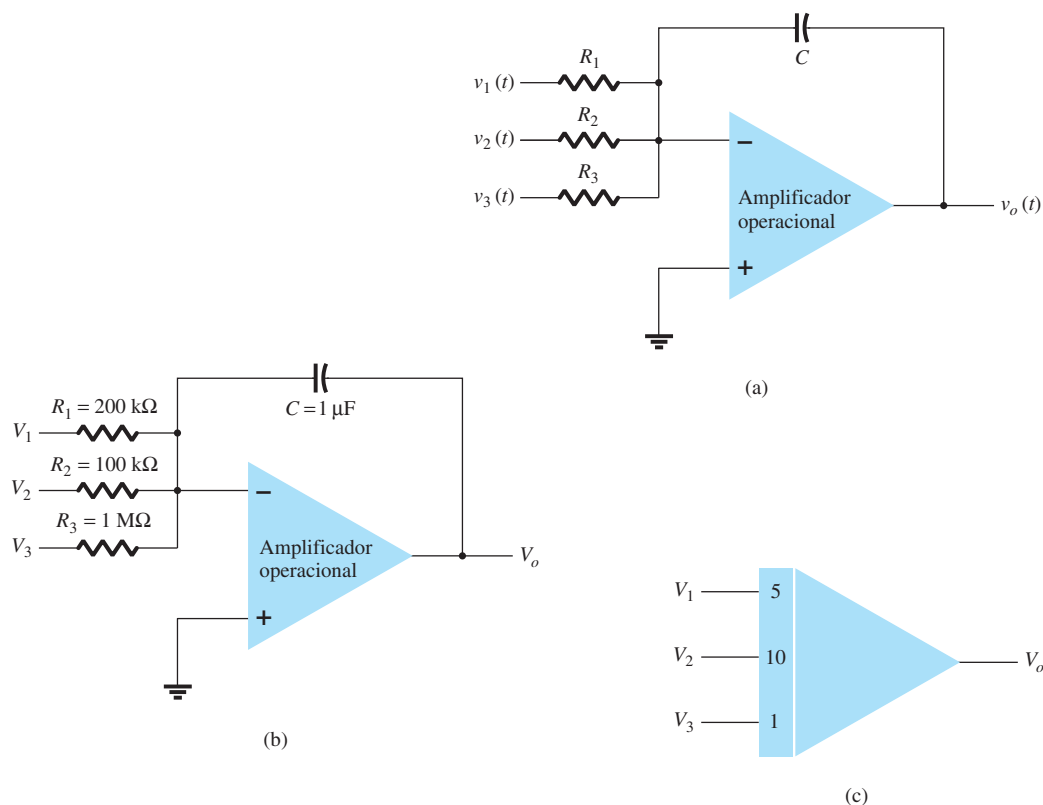 C
R1
v1 (t)
R2
v2 (t)
R3
v3 (t)
−
Amplificador
operacional
+
vo (t)
(a)
C = 1 µF
R1 = 200 kΩ
V1
R2 = 100 kΩ
V2
R3 = 1 MΩ
V3
−
Amplificador
operacional
+
Vo
(b)
V1
5
V2
10
V3
1
Vo
(c)